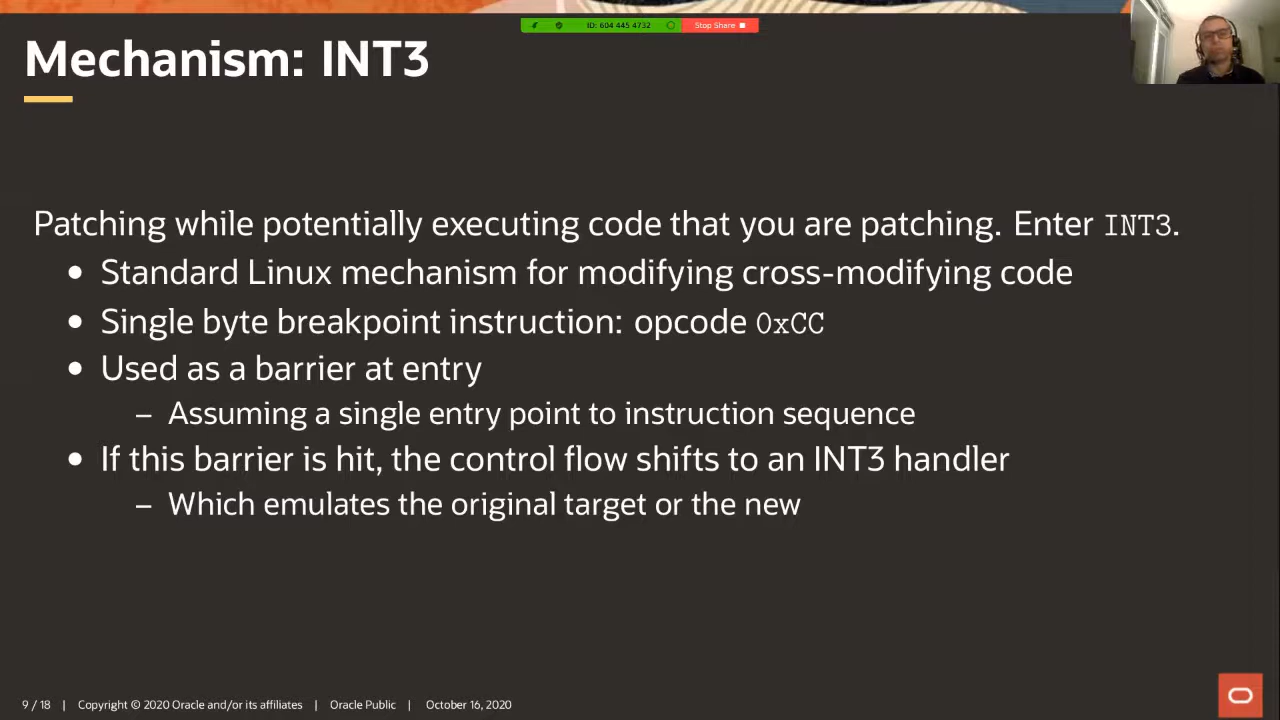 ID: 604 445 4732 Stop Share
Mechanism: INT3
Patching while potentially executing code that you are patching. Enter INT3.
• Standard Linux mechanism for modifying cross-modifying code
• Single byte breakpoint instruction: opcode 0xCC
• Used as a barrier at entry
– Assuming a single entry point to instruction sequence
• If this barrier is hit, the control flow shifts to an INT3 handler
– Which emulates the original target or the new
9 / 18 | Copyright © 2020 Oracle and/or its affiliates | Oracle Public | October 16, 2020